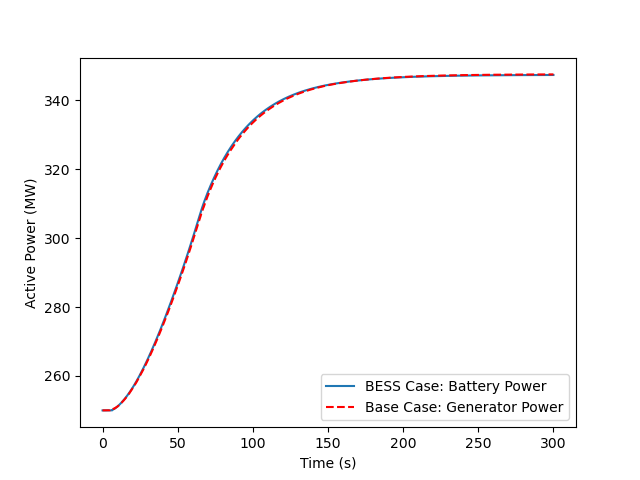 340
320
300
280
260
Active Power (MW)
BESS Case: Battery Power
Base Case: Generator Power
0 50 100 150 200 250 300
Time (s)